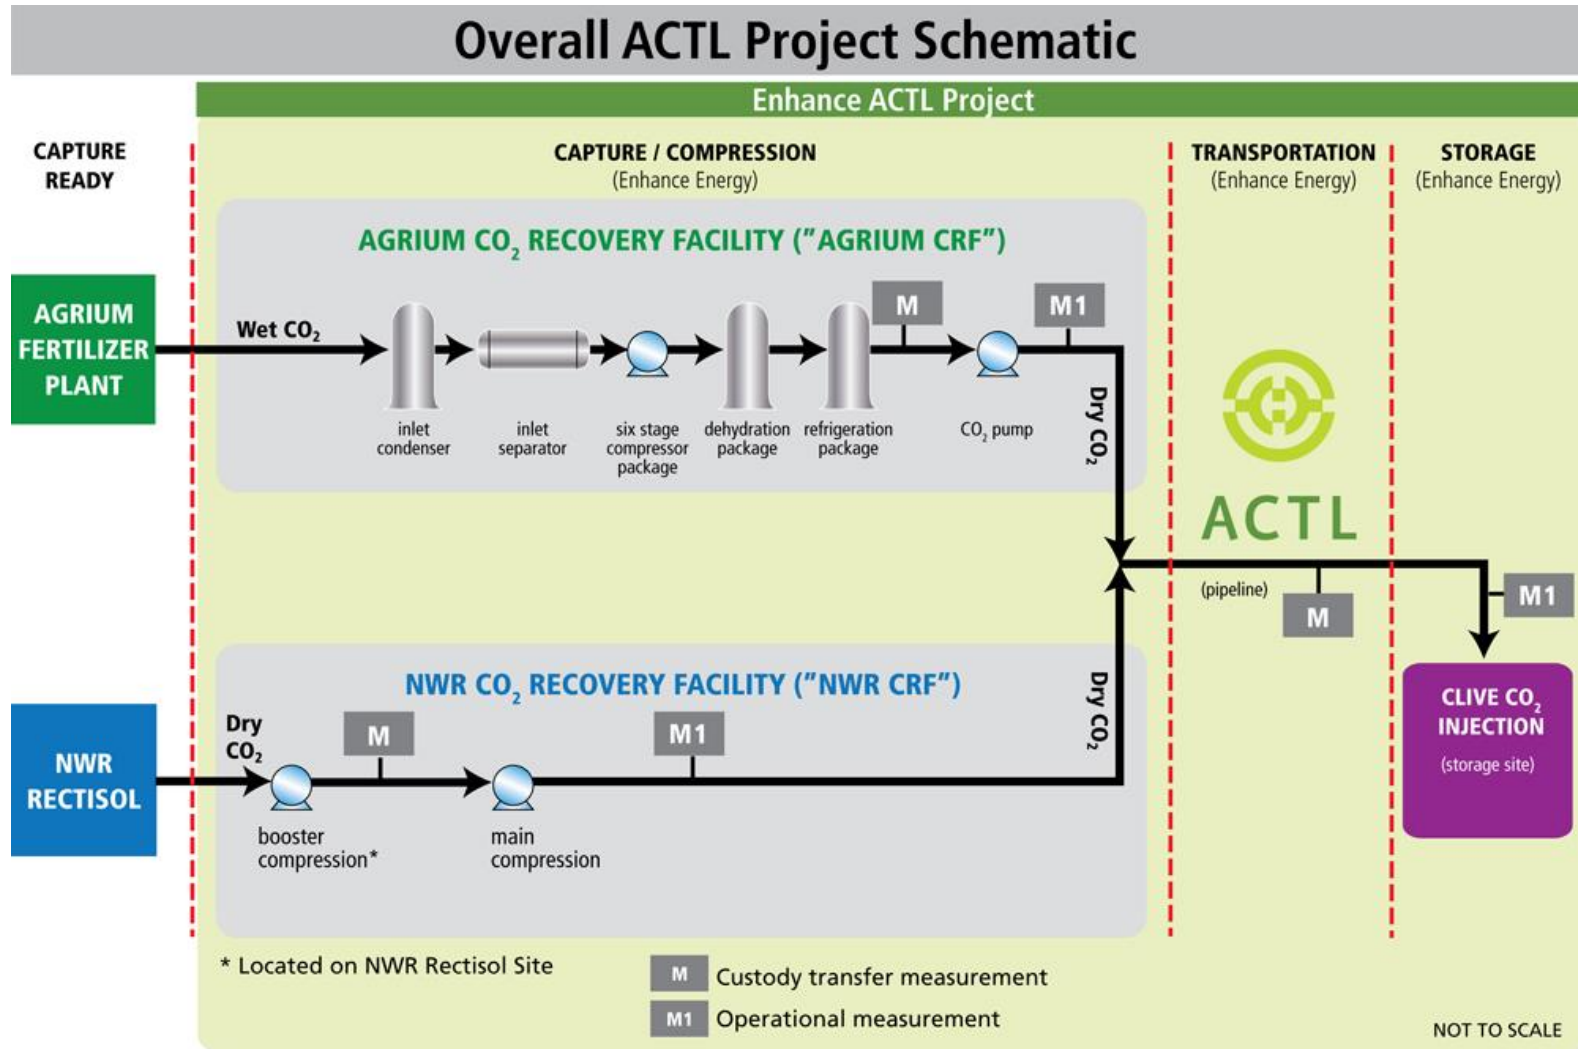 Overall ACTL Project Schematic
Enhance ACTL Project
CAPTURE
READY
CAPTURE / COMPRESSION
(Enhance Energy)
TRANSPORTATION
(Enhance Energy)
STORAGE
(Enhance Energy)
AGRIUM CO2 RECOVERY FACILITY ("AGRIUM CRF")
AGRIUM
FERTILIZER
PLANT
Wet CO2
M
M1
inlet
condenser
inlet
separator
six stage
compressor
package
dehydration
package
refrigeration
package
CO2 pump
Dry CO2
ACTL
(pipeline)
M
M1
NWR CO2 RECOVERY FACILITY ("NWR CRF")
NWR
RECTISOL
Dry
CO2
M
M1
booster
compression*
main
compression
Dry CO2
CLIVE CO2
INJECTION
(storage site)
* Located on NWR Rectisol Site
M Custody transfer measurement
M1 Operational measurement
NOT TO SCALE